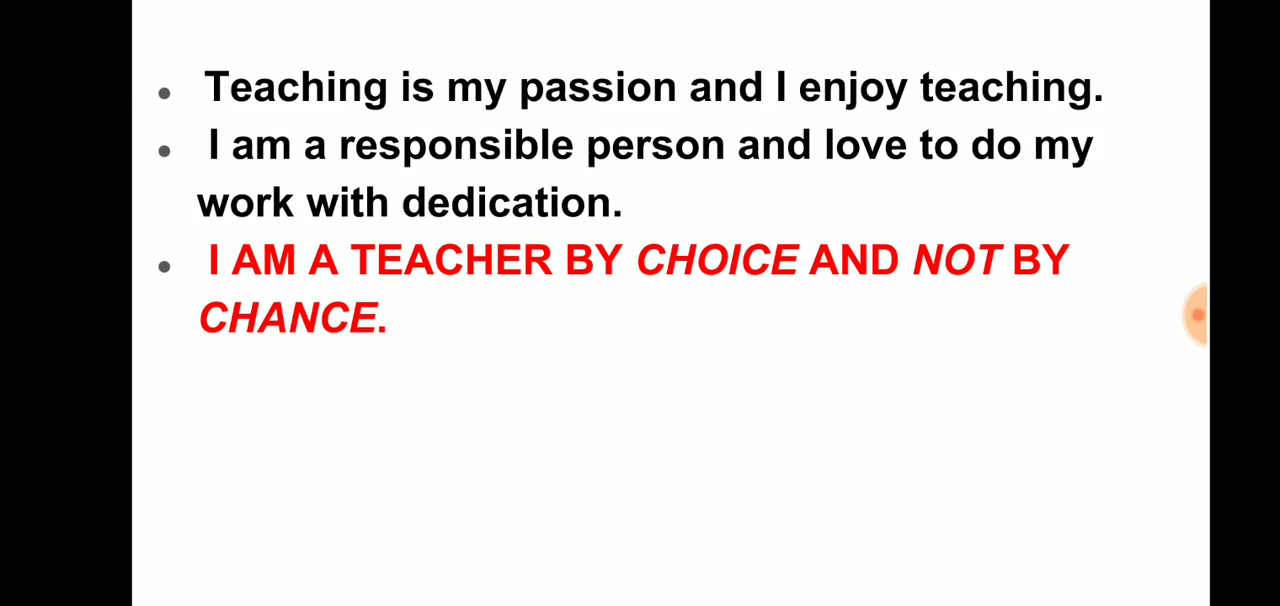 Teaching is my passion and I enjoy teaching.
I am a responsible person and love to do my
work with dedication.
I AM A TEACHER BY CHOICE AND NOT BY
CHANCE.